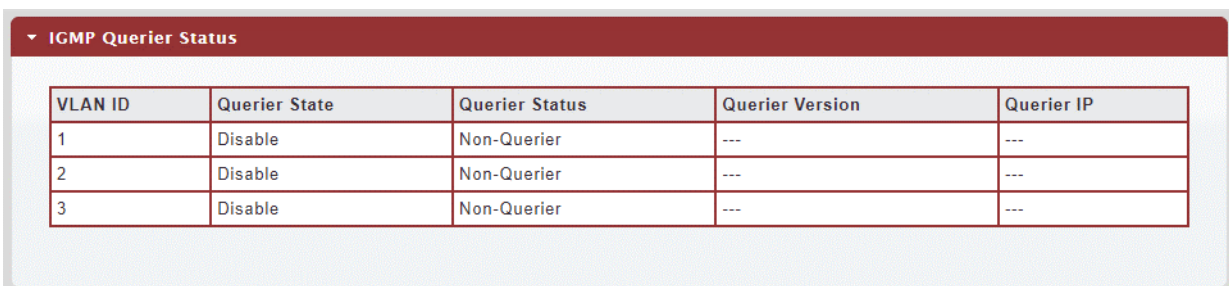 IGMP Querier Status
VLAN ID Querier State Querier Status Querier Version Querier IP
1 Disable Non-Querier --- ---
2 Disable Non-Querier --- ---
3 Disable Non-Querier --- ---